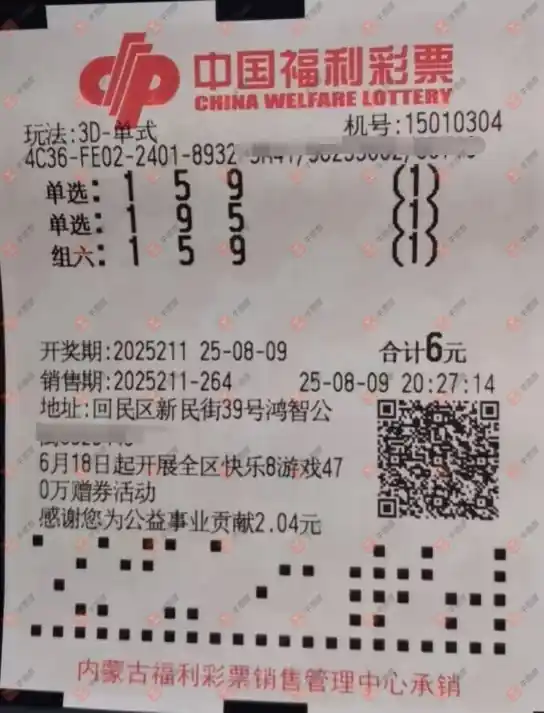 中国福利彩票
CHINA WELFARE LOTTERY
玩法:3D-单式 机号:15010304
4C36-FE02-2401-8932
单选: 1 5 9 (1)
单选: 1 9 5 (1)
组六: 1 5 9 (1)
开奖期:2025211 25-08-09 合计6元
销售期:2025211-264 25-08-09 20:27:14
地址:回民区新民街39号鸿智公
6月18日起开展全区快乐8游戏47
0万赠券活动
感谢您为公益事业贡献2.04元
内蒙古福利彩票销售管理中心承销